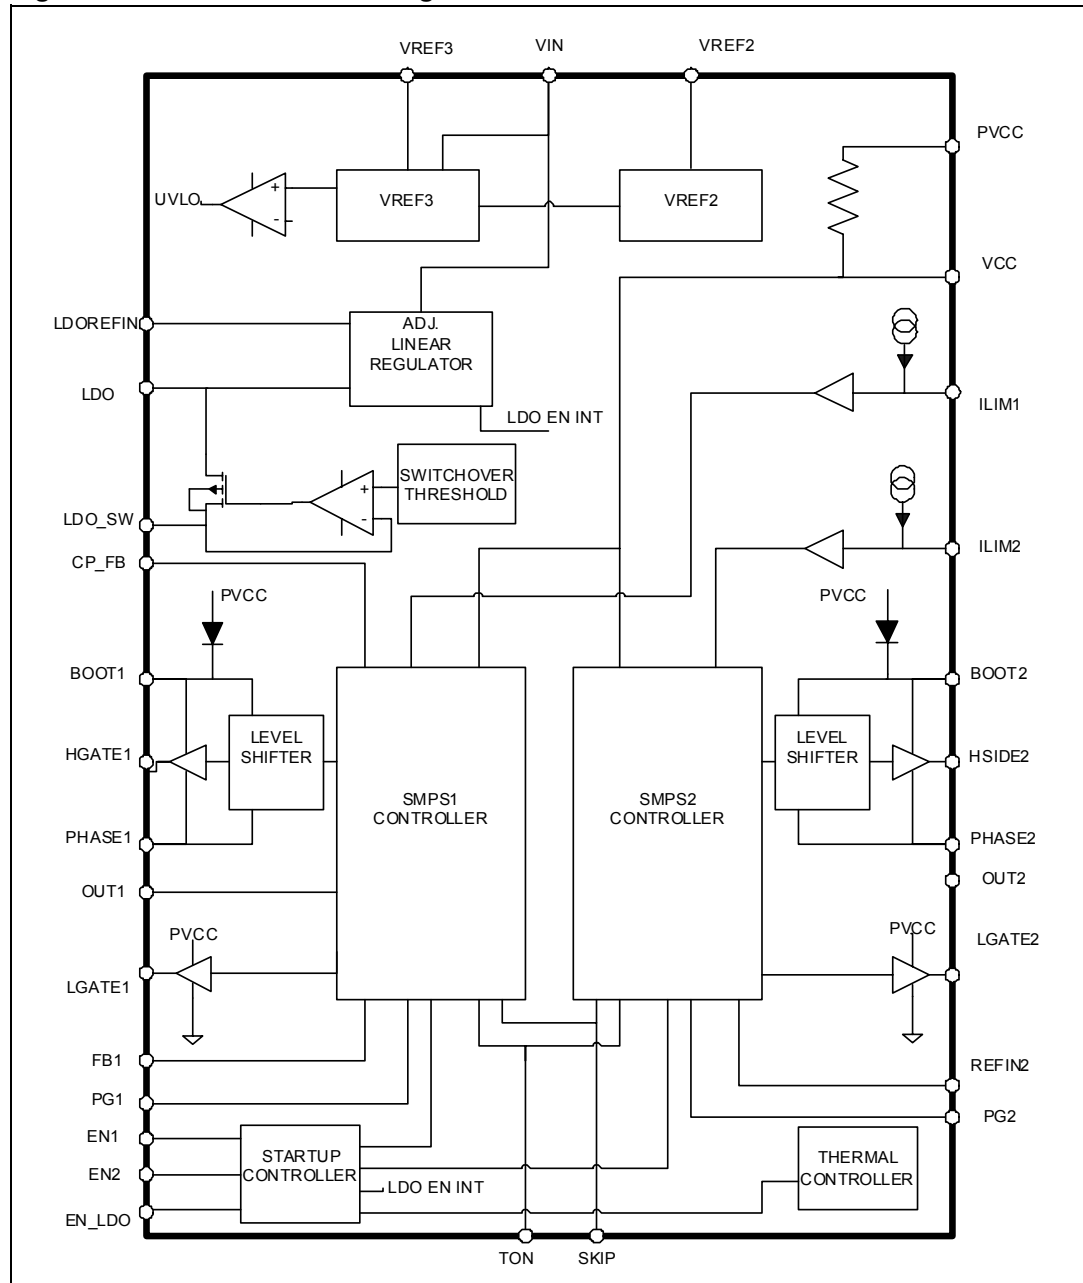 VREF3
VIN
VREF2
PVCC
UVLO
+
-
VREF3
VREF2
VCC
LDOREFIN
ADJ.
LINEAR
REGULATOR
LDO
LDO EN INT
ILIM1
SWITCHOVER
THRESHOLD
+
-
LDO_SW
CP_FB
ILIM2
PVCC
PVCC
BOOT1
BOOT2
LEVEL
SHIFTER
LEVEL
SHIFTER
HGATE1
HSIDE2
SMPS1
CONTROLLER
SMPS2
CONTROLLER
PHASE1
PHASE2
OUT1
OUT2
PVCC
PVCC
LGATE2
LGATE1
FB1
REFIN2
PG1
PG2
EN1
STARTUP
CONTROLLER
THERMAL
CONTROLLER
EN2
LDO EN INT
EN_LDO
TON
SKIP